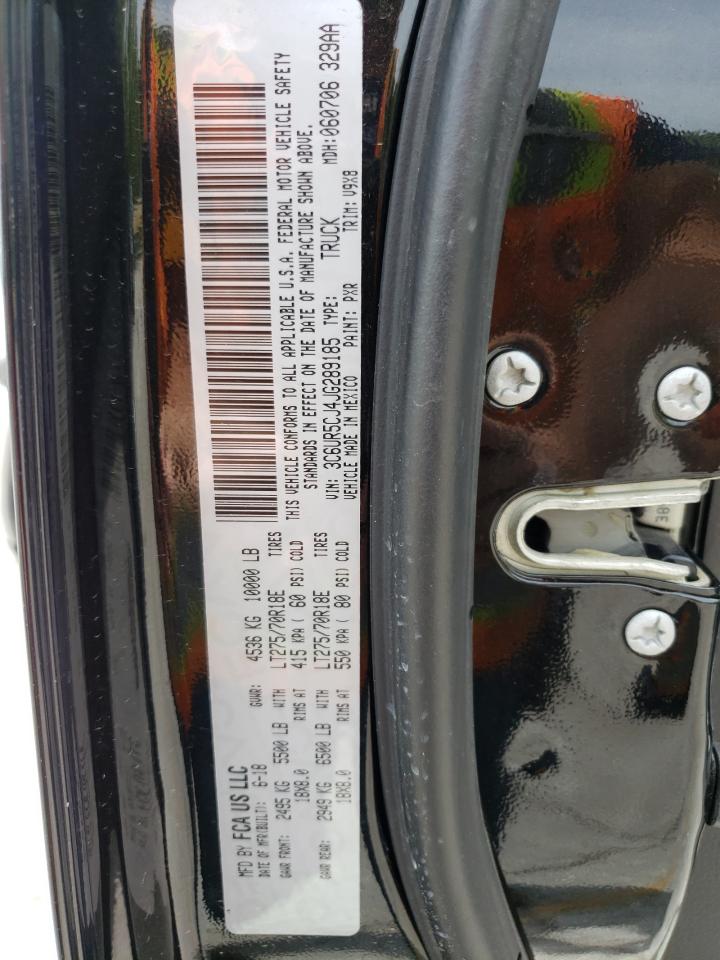 MFD BY FCA US LLC
DATE OF MFR(BUILT): 6-18 GVWR: 4536 KG 10000 LB
GAWR FRONT: 2495 KG 5500 LB WITH LT275/70R18E TIRES
18X8.0 RIMS AT 415 KPA ( 60 PSI) COLD
GAWR REAR: 2949 KG 6500 LB WITH LT275/70R18E TIRES
18X8.0 RIMS AT 550 KPA ( 80 PSI) COLD
THIS VEHICLE CONFORMS TO ALL APPLICABLE U.S.A. FEDERAL MOTOR VEHICLE SAFETY
STANDARDS IN EFFECT ON THE DATE OF MANUFACTURE SHOWN ABOVE.
VIN: 3C6UR5CJ4JG289185 TYPE: TRUCK MDH:060706 329AA
VEHICLE MADE IN MEXICO PAINT: PXR TRIM: V9X8